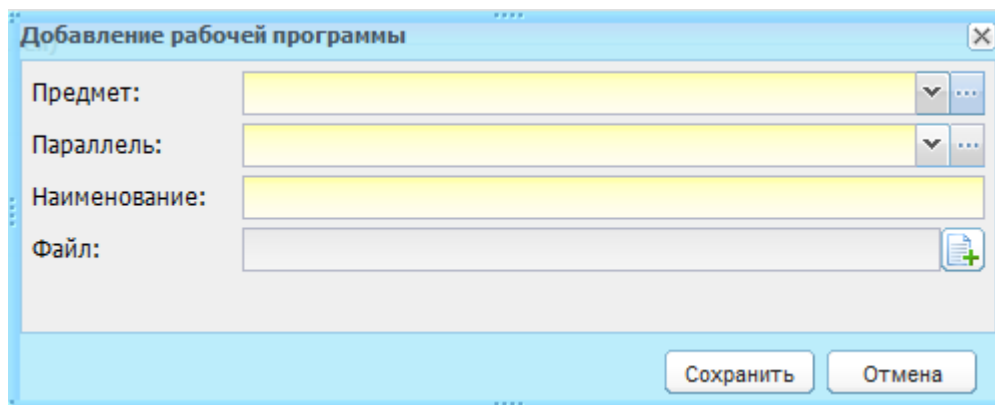 Добавление рабочей программы
Предмет:
Параллель:
Наименование:
Файл:
Сохранить Отмена